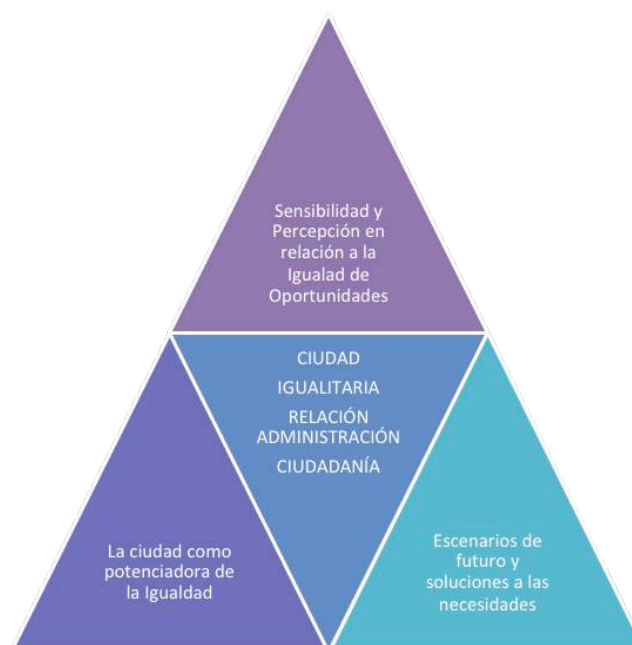 Sensibilidad y
Percepción en
relación a la
Igualad de
Oportunidades
CIUDAD
IGUALITARIA
RELACIÓN
ADMINISTRACIÓN
CIUDADANÍA
La ciudad como
potenciadora de
la Igualdad
Escenarios de
futuro y
soluciones a las
necesidades